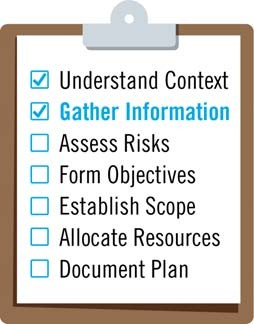 Understand Context
Gather Information
Assess Risks
Form Objectives
Establish Scope
Allocate Resources
Document Plan